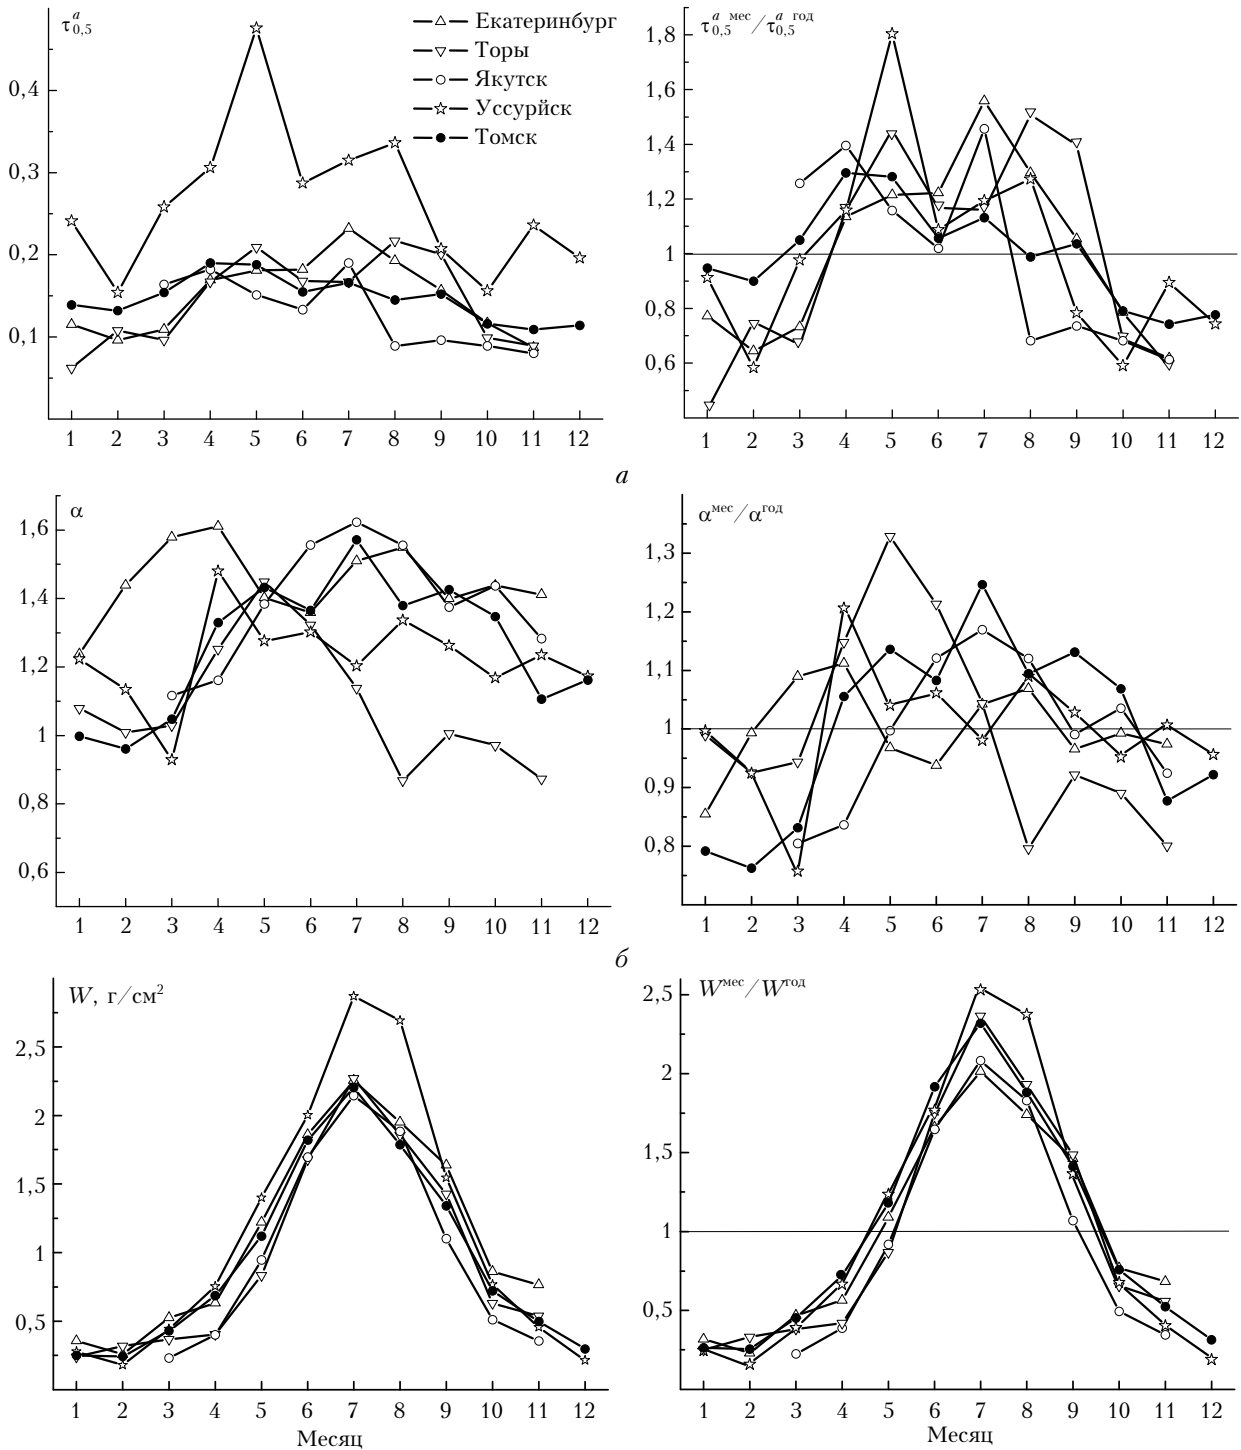 τᵃ₀,₅
0,4
0,3
0,2
0,1
Екатеринбург
Торы
Якутск
Уссурйск
Томск
1 2 3 4 5 6 7 8 9 10 11 12
τᵃ₀,₅ ᵐᵉᶜ/τᵃ₀,₅ ᵍᵒᵈ
1,8
1,6
1,4
1,2
1
0,8
0,6
1 2 3 4 5 6 7 8 9 10 11 12
а
α
1,6
1,4
1,2
1
0,8
0,6
1 2 3 4 5 6 7 8 9 10 11 12
α мес/α год
1,3
1,2
1,1
1
0,9
0,8
1 2 3 4 5 6 7 8 9 10 11 12
б
W, г/см²
2,5
2
1,5
1
0,5
1 2 3 4 5 6 7 8 9 10 11 12
Месяц
W мес/W год
2,5
2
1,5
1
0,5
1 2 3 4 5 6 7 8 9 10 11 12
Месяц